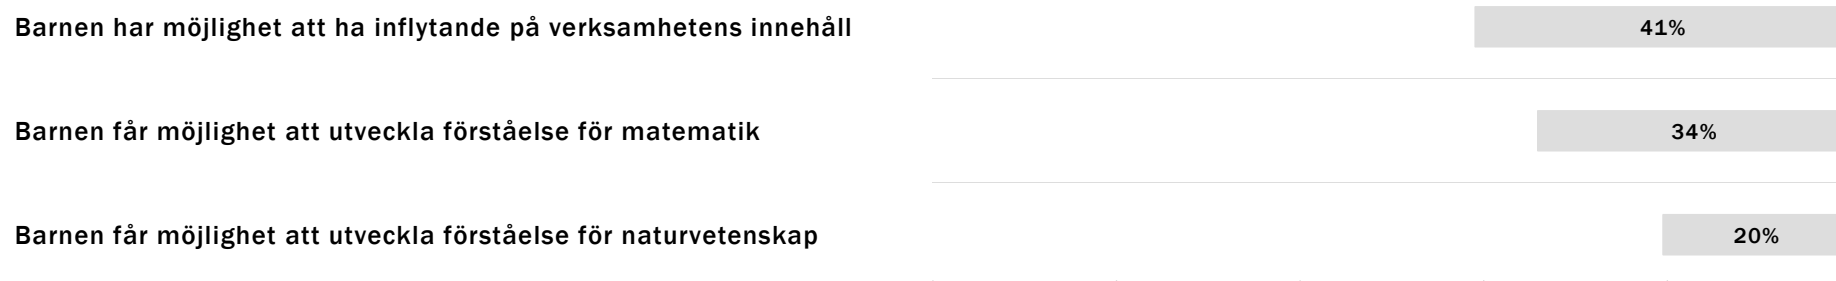 Barnen har möjlighet att ha inflytande på verksamhetens innehåll 41%
Barnen får möjlighet att utveckla förståelse för matematik 34%
Barnen får möjlighet att utveckla förståelse för naturvetenskap 20%